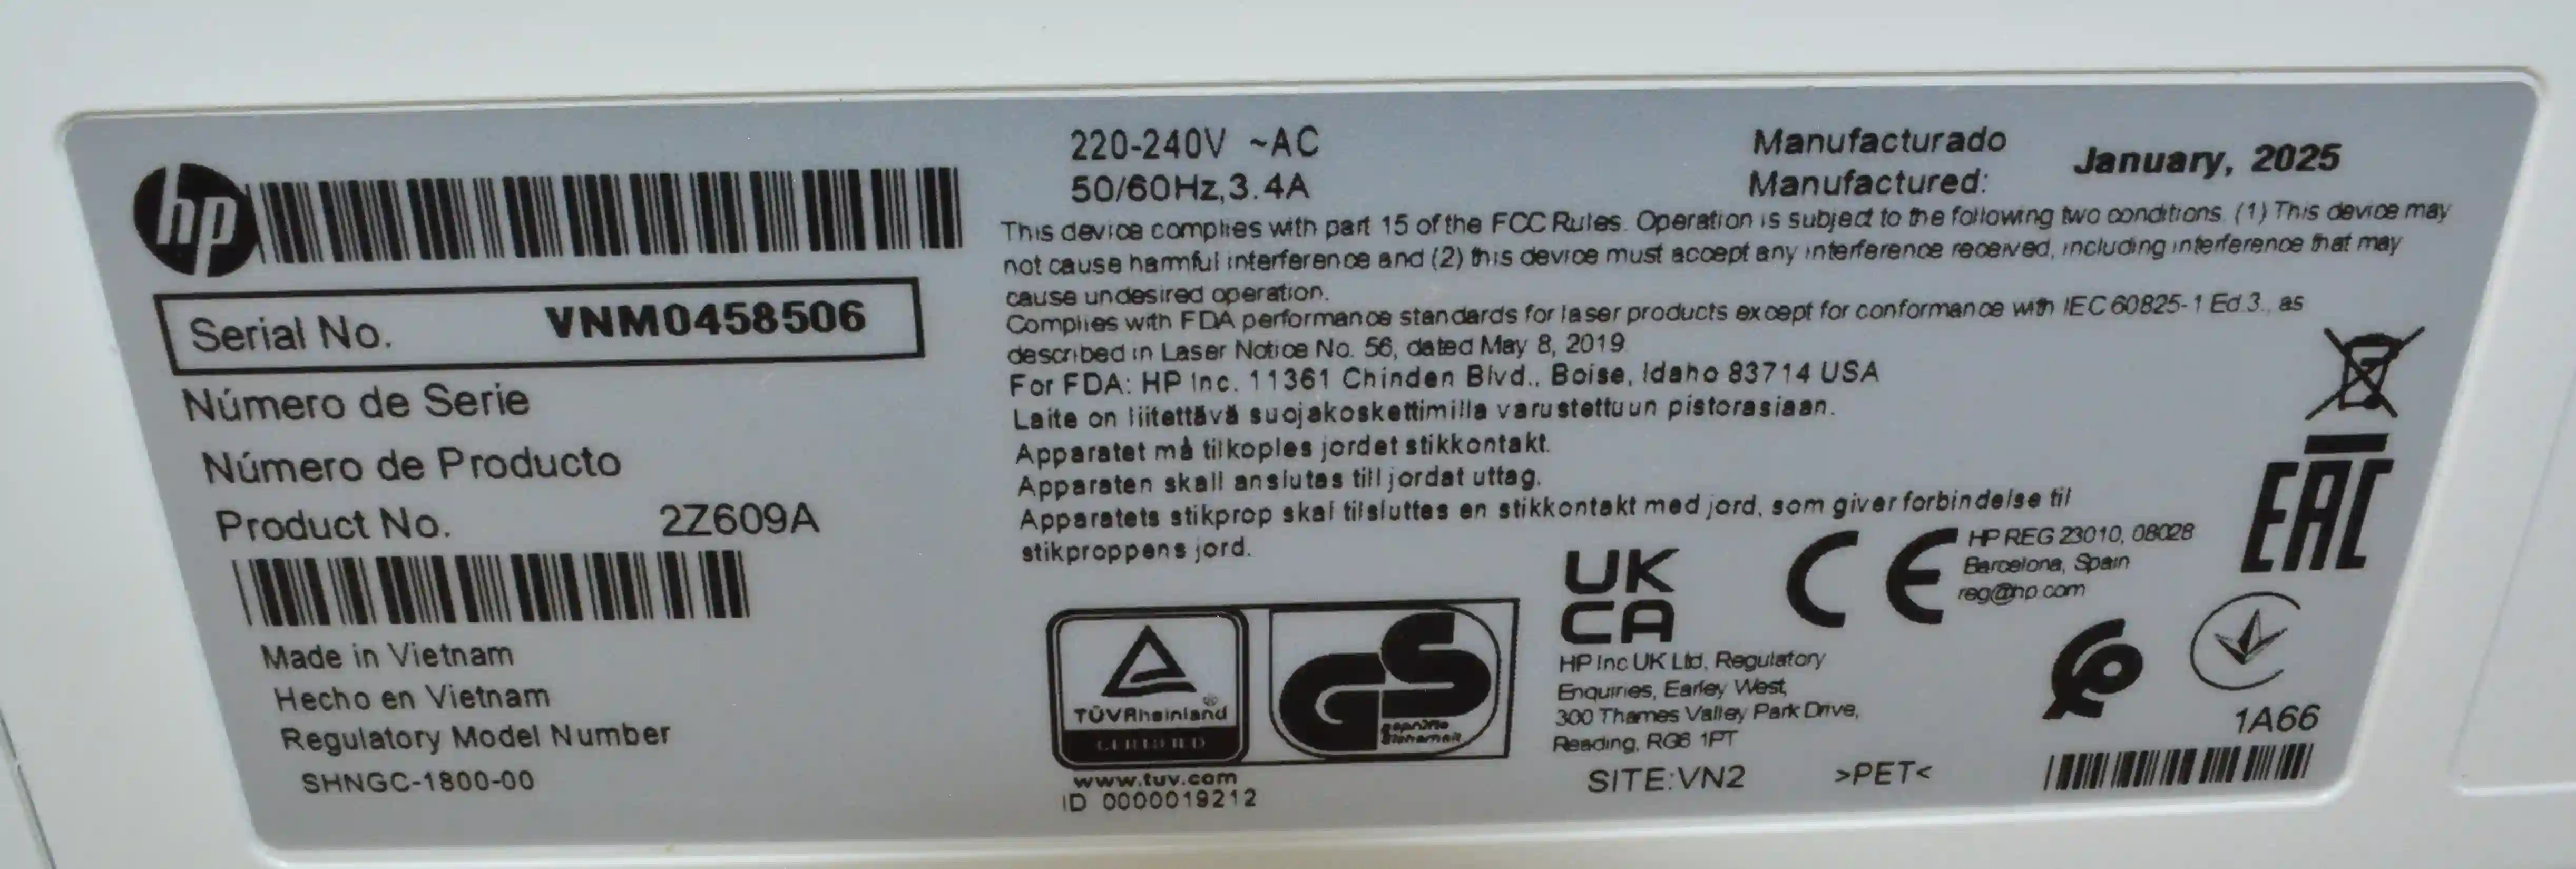 hp
Serial No. VNM0458506
Número de Serie
Número de Producto
Product No. 2Z609A
Made in Vietnam
Hecho en Vietnam
Regulatory Model Number
SHNGC-1800-00
220-240V ~AC
50/60Hz,3.4A
Manufacturado
Manufactured: January, 2025
This device complies with part 15 of the FCC Rules. Operation is subject to the following two conditions. (1) This device may
not cause harmful interference and (2) this device must accept any interference received, including interference that may
cause undesired operation.
Complies with FDA performance standards for laser products except for conformance with IEC 60825-1 Ed.3., as
described in Laser Notice No. 56, dated May 8, 2019
For FDA: HP Inc. 11361 Chinden Blvd., Boise, Idaho 83714 USA
Laite on liitettävä suojakoskettimilla varustettuun pistorasiaan.
Apparatet må tilkoples jordet stikkontakt.
Apparaten skall anslutas till jordat uttag.
Apparatets stikprop skal tilsluttes en stikkontakt med jord, som giver forbindelse til
stikproppens jord.
TÜVRheinland ®
CERTIFIED
www.tuv.com
ID 0000019212
GS
geprüfte
Sicherheit
UK
CA
HP Inc UK Ltd, Regulatory
Enquiries, Earley West,
300 Thames Valley Park Drive,
Reading, RG6 1PT
SITE:VN2 >PET<
CE
HP REG 23010, 08028
Barcelona, Spain
reg@hp.com
EAC
1A66